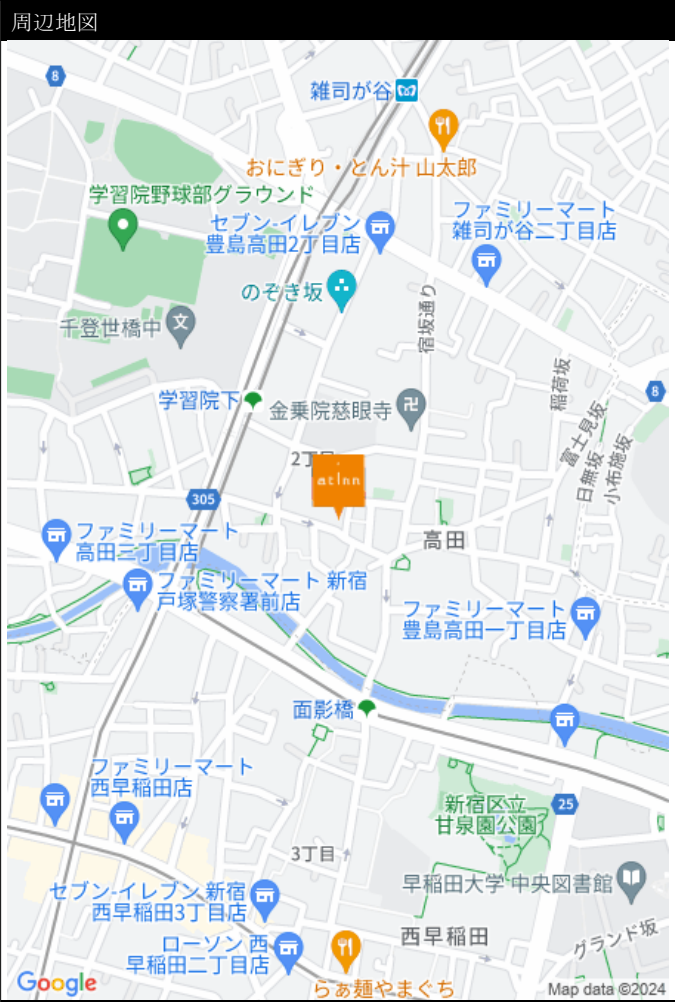 周辺地図
8
雑司が谷
おにぎり・とん汁 山太郎
学習院野球部グラウンド
セブン-イレブン
豊島高田2丁目店
ファミリーマート
雑司が谷二丁目店
のぞき坂
宿坂通り
千登世橋中
文
稲荷坂
8
学習院下
金乗院慈眼寺
卍
富士見坂
日無坂
小布施坂
2丁目
at inn
305
ファミリーマート
高田二丁目店
高田
ファミリーマート 新宿
戸塚警察署前店
ファミリーマート
豊島高田一丁目店
面影橋
ファミリーマート
西早稲田店
新宿区立
甘泉園公園
25
3丁目
早稲田大学 中央図書館
セブン-イレブン 新宿
西早稲田3丁目店
西早稲田
グランド坂
ローソン 西
早稲田二丁目店
らぁ麺やまぐち
Google
Map data ©2024